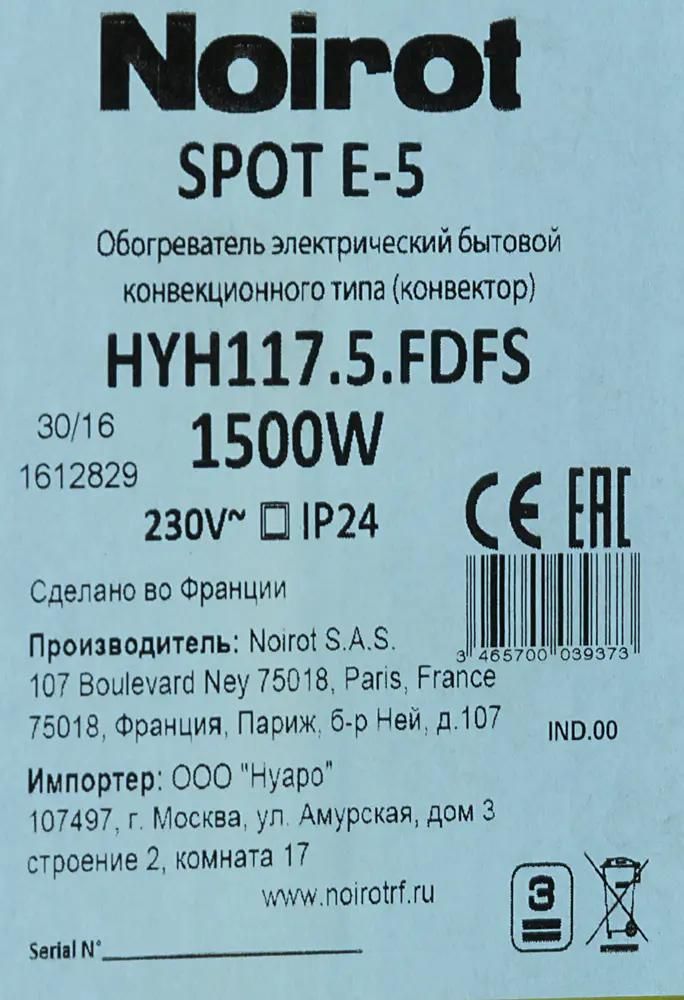 Noirot
SPOT E-5
Обогреватель электрический бытовой
конвекционного типа (конвектор)
HYH117.5.FDFS
30/16
1500W
1612829
230V~ IP24
CE EAC
Сделано во Франции
3 465700 039373
Производитель: Noirot S.A.S.
107 Boulevard Ney 75018, Paris, France
75018, Франция, Париж, б-р Ней, д.107
IND.00
Импортер: ООО "Нуаро"
107497, г. Москва, ул. Амурская, дом 3
строение 2, комната 17
www.noirotrf.ru
3
Serial N°